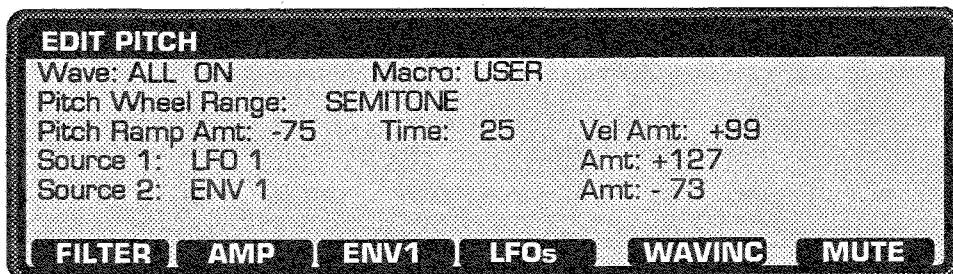 EDIT PITCH
Wave: ALL ON Macro: USER
Pitch Wheel Range: SEMITONE
Pitch Ramp Amt: -75 Time: 25 Vel Amt: +99
Source 1: LFO 1 Amt: +127
Source 2: ENV 1 Amt: - 73
FILTER AMP ENV1 LFOs WAVINC MUTE